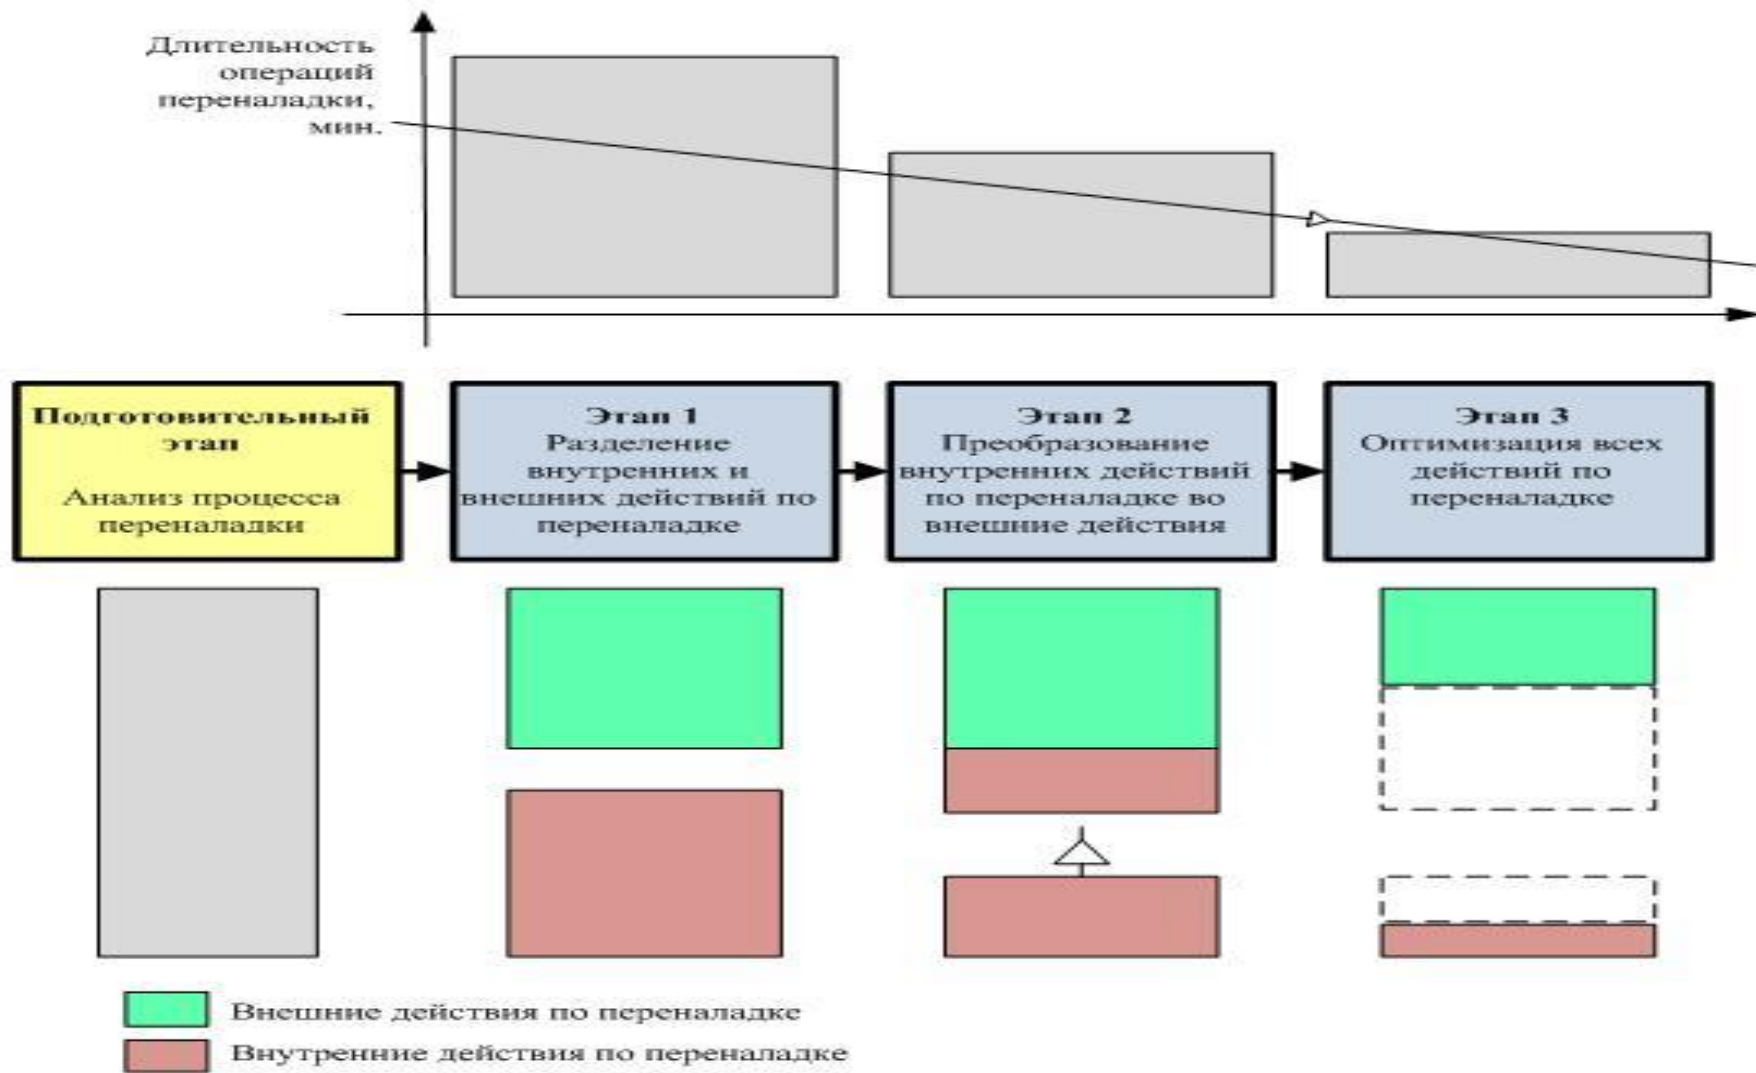 Длительность
операций
переналадки,
мин.
Подготовительный
этап
Анализ процесса
переналадки
Этап 1
Разделение
внутренних и
внешних действий по
переналадке
Этап 2
Преобразование
внутренних действий
по переналадке во
внешние действия
Этап 3
Оптимизация всех
действий по
переналадке
Внешние действия по переналадке
Внутренние действия по переналадке